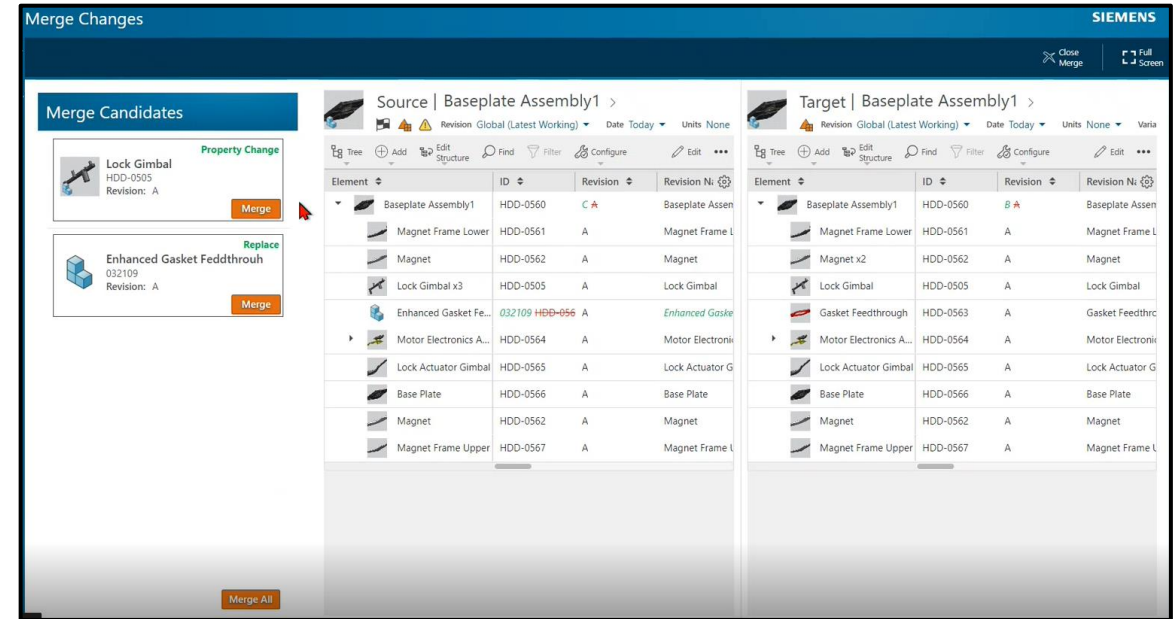 Merge Changes
SIEMENS
Close Merge
Full Screen
Merge Candidates
Property Change
Lock Gimbal
HDD-0505
Revision: A
Merge
Replace
Enhanced Gasket Feddthrouh
032109
Revision: A
Merge
Merge All
Source | Baseplate Assembly1 >
Revision Global (Latest Working) Date Today Units None
Tree Add Edit Structure Find Filter Configure Edit
Element ID Revision Revision Na
Baseplate Assembly1 HDD-0560 C A Baseplate Assen
Magnet Frame Lower HDD-0561 A Magnet Frame L
Magnet HDD-0562 A Magnet
Lock Gimbal x3 HDD-0505 A Lock Gimbal
Enhanced Gasket Fe... 032109 HDD-056 A Enhanced Gaske
Motor Electronics A... HDD-0564 A Motor Electroni
Lock Actuator Gimbal HDD-0565 A Lock Actuator G
Base Plate HDD-0566 A Base Plate
Magnet HDD-0562 A Magnet
Magnet Frame Upper HDD-0567 A Magnet Frame U
Target | Baseplate Assembly1 >
Revision Global (Latest Working) Date Today Units None Varia
Tree Add Edit Structure Find Filter Configure Edit
Element ID Revision Revision Na
Baseplate Assembly1 HDD-0560 B A Baseplate Assen
Magnet Frame Lower HDD-0561 A Magnet Frame L
Magnet x2 HDD-0562 A Magnet
Lock Gimbal HDD-0505 A Lock Gimbal
Gasket Feedthrough HDD-0563 A Gasket Feedthrc
Motor Electronics A... HDD-0564 A Motor Electroni
Lock Actuator Gimbal HDD-0565 A Lock Actuator G
Base Plate HDD-0566 A Base Plate
Magnet HDD-0562 A Magnet
Magnet Frame Upper HDD-0567 A Magnet Frame U